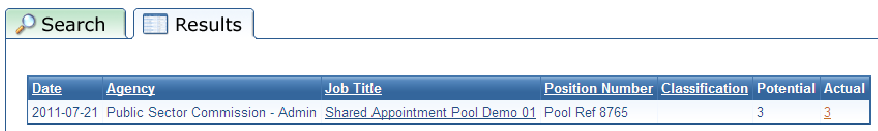 Search Results
Date Agency Job Title Position Number Classification Potential Actual
2011-07-21 Public Sector Commission - Admin Shared Appointment Pool Demo 01 Pool Ref 8765 3 3